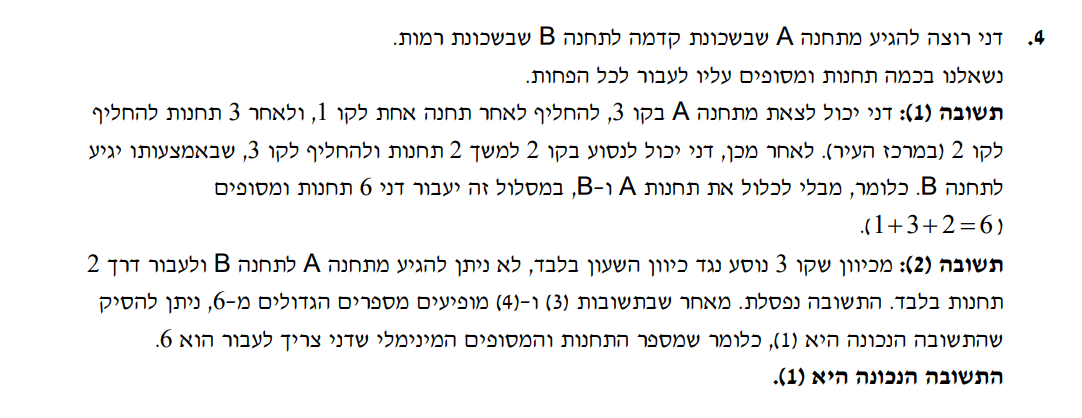 4. דני רוצה להגיע מתחנה A שבשכונת קדמה לתחנה B שבשכונת רמות.
נשאלנו בכמה תחנות ומסופים עליו לעבור לכל הפחות.
תשובה (1): דני יכול לצאת מתחנה A בקו 3, להחליף לאחר תחנה אחת לקו 1, ולאחר 3 תחנות להחליף
לקו 2 (במרכז העיר). לאחר מכן, דני יכול לנסוע בקו 2 למשך 2 תחנות ולהחליף לקו 3, שבאמצעותו יגיע
לתחנה B. כלומר, מבלי לכלול את תחנות A ו-B, במסלול זה יעבור דני 6 תחנות ומסופים
(1+3+2=6).
תשובה (2): מכיוון שקו 3 נוסע נגד כיוון השעון בלבד, לא ניתן להגיע מתחנה A לתחנה B ולעבור דרך 2
תחנות בלבד. התשובה נפסלת. מאחר שבתשובות (3) ו-(4) מופיעים מספרים הגדולים מ-6, ניתן להסיק
שהתשובה הנכונה היא (1), כלומר שמספר התחנות והמסופים המינימלי שדני צריך לעבור הוא 6.
התשובה הנכונה היא (1).